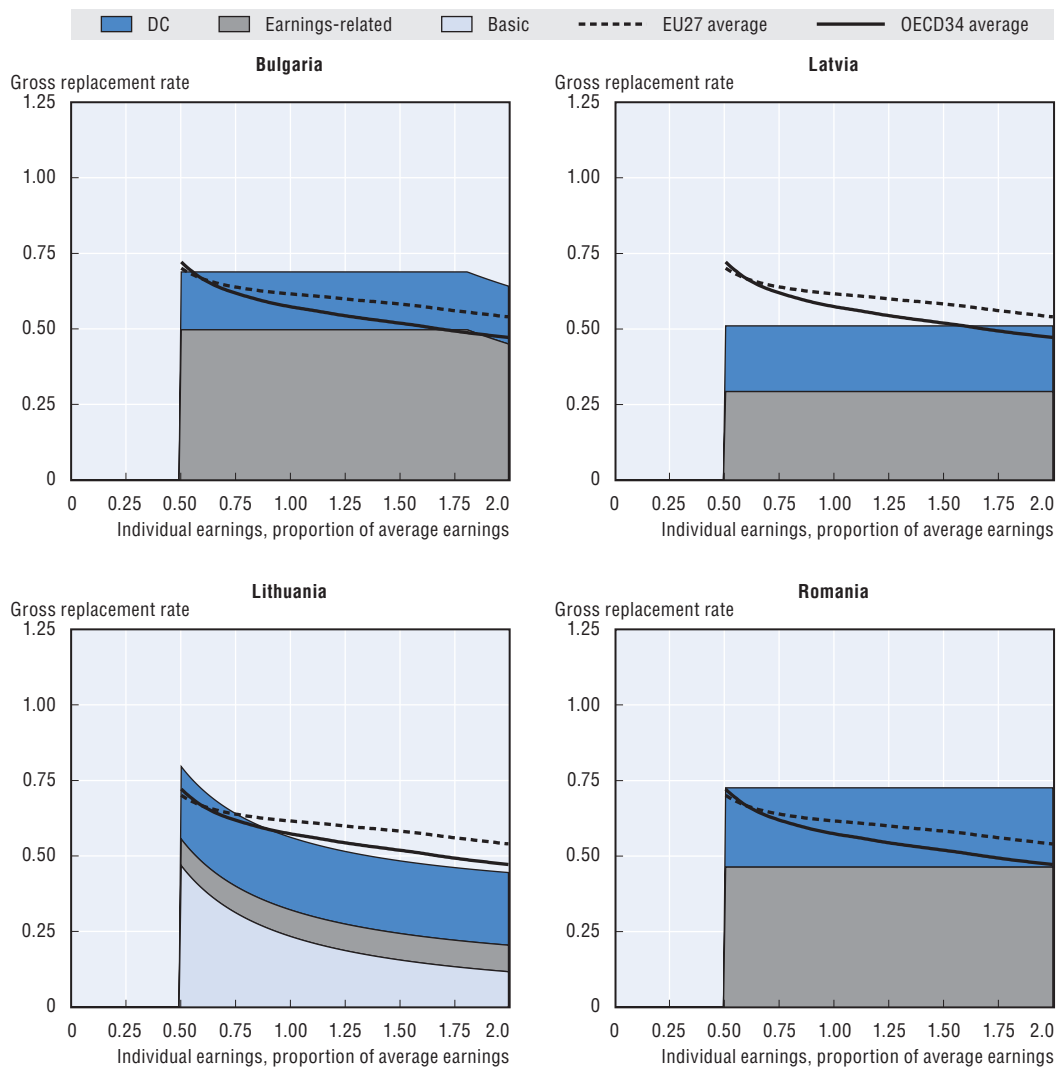 DC Earnings-related Basic EU27 average OECD34 average
Bulgaria
Gross replacement rate
1.25
1.00
0.75
0.50
0.25
0
0 0.25 0.50 0.75 1.00 1.25 1.50 1.75 2.0
Individual earnings, proportion of average earnings
Latvia
Gross replacement rate
1.25
1.00
0.75
0.50
0.25
0
0 0.25 0.50 0.75 1.00 1.25 1.50 1.75 2.0
Individual earnings, proportion of average earnings
Lithuania
Gross replacement rate
1.25
1.00
0.75
0.50
0.25
0
0 0.25 0.50 0.75 1.00 1.25 1.50 1.75 2.0
Individual earnings, proportion of average earnings
Romania
Gross replacement rate
1.25
1.00
0.75
0.50
0.25
0
0 0.25 0.50 0.75 1.00 1.25 1.50 1.75 2.0
Individual earnings, proportion of average earnings